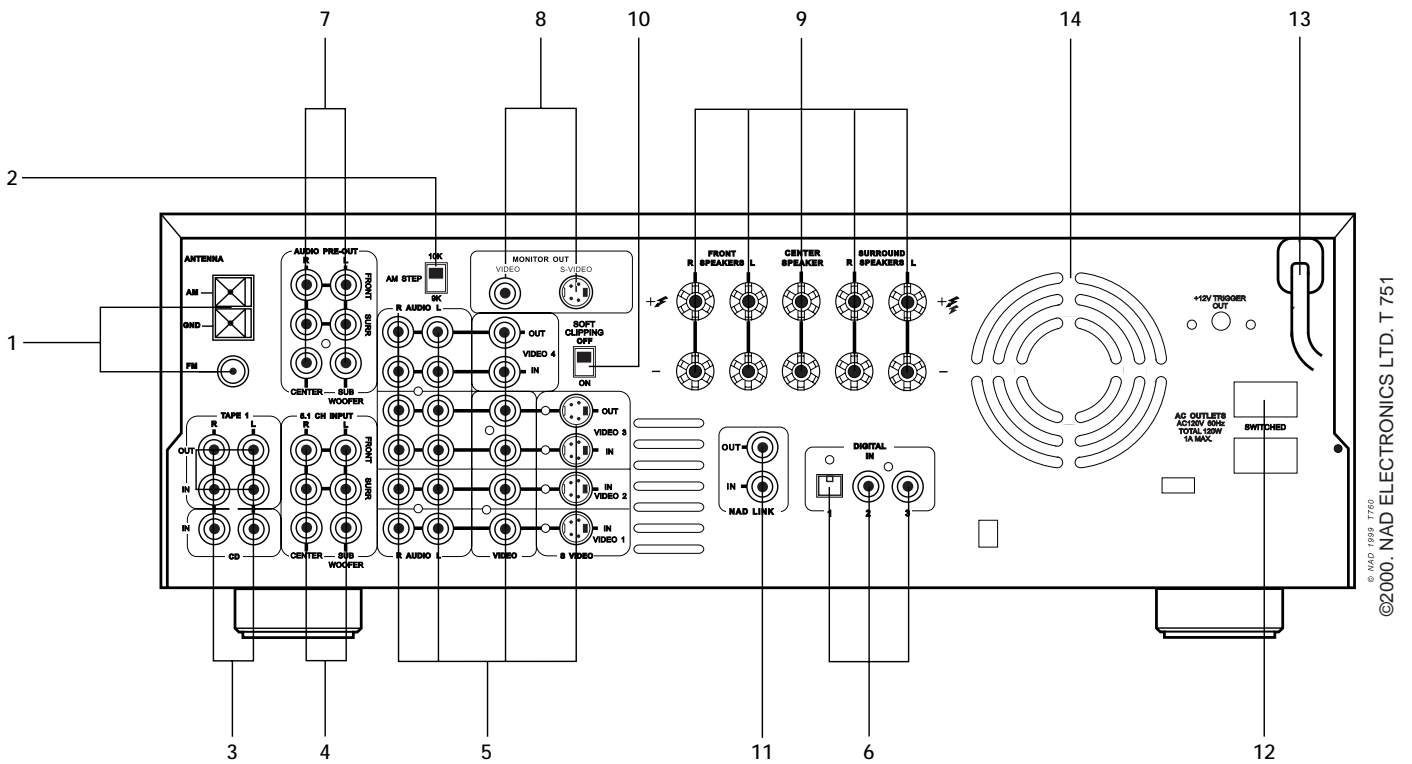 7
8
10
9
14
13
2
1
ANTENNA
AM
GND
FM
AUDIO PRE-OUT
R L
FRONT
SURR
CENTER SUB
WOOFER
10K
AM STEP
9K
MONITOR OUT
VIDEO S-VIDEO
R AUDIO L
OUT
VIDEO 4
IN
SOFT
CLIPPING
OFF
ON
OUT
VIDEO 3
IN
IN
VIDEO 2
IN
VIDEO 1
R AUDIO L VIDEO S VIDEO
TAPE 1
R L
OUT
IN
IN
CD
5.1 CH INPUT
R L
FRONT
SURR
CENTER SUB
WOOFER
FRONT
R SPEAKERS L
CENTER
SPEAKER
SURROUND
R SPEAKERS L
+ +
– –
OUT
IN
NAD LINK
DIGITAL
IN
1 2 3
+12V TRIGGER
OUT
AC OUTLETS
AC120V 60Hz
TOTAL 120W
1A MAX.
SWITCHED
© NAD 1999 T760
©2000. NAD ELECTRONICS LTD. T 751
3
4
5
11
6
12